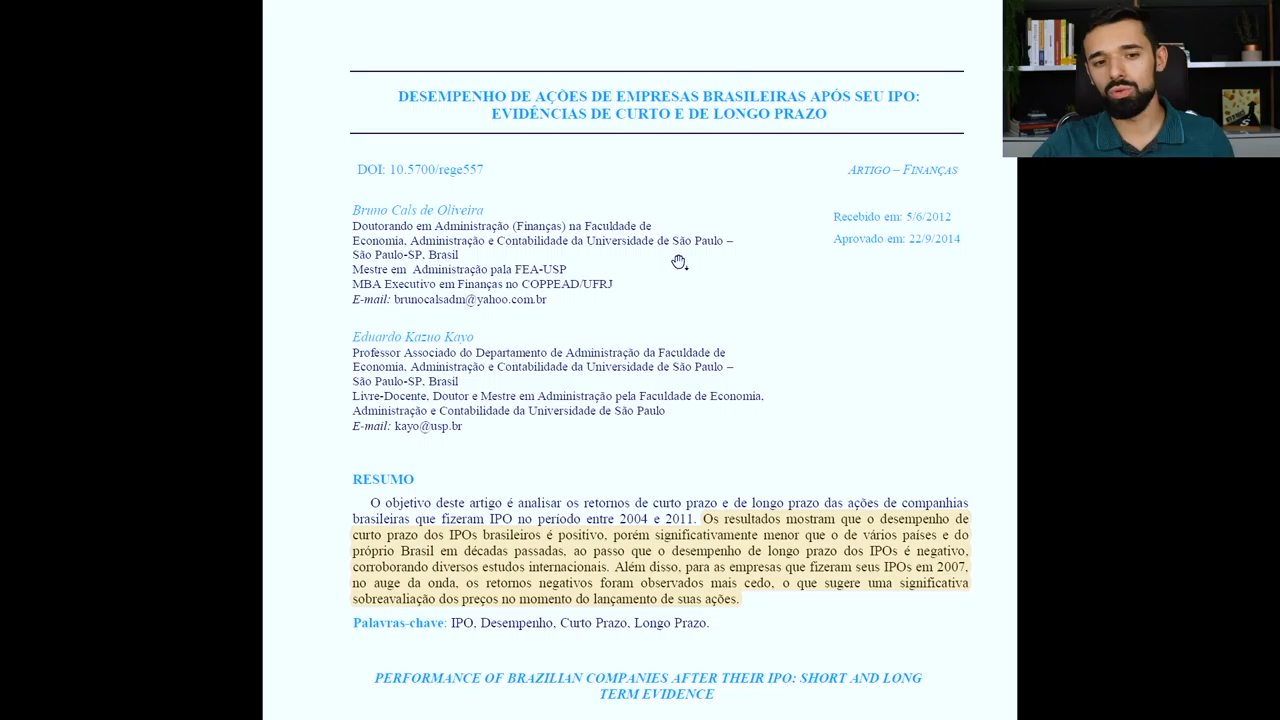 DESEMPENHO DE AÇÕES DE EMPRESAS BRASILEIRAS APÓS SEU IPO:
EVIDÊNCIAS DE CURTO E DE LONGO PRAZO
DOI: 10.5700/rege557
ARTIGO – FINANÇAS
Bruno Cals de Oliveira
Doutorando em Administração (Finanças) na Faculdade de
Economia, Administração e Contabilidade da Universidade de São Paulo –
São Paulo-SP, Brasil
Mestre em Administração pala FEA-USP
MBA Executivo em Finanças no COPPEAD/UFRJ
E-mail: brunocalsadm@yahoo.com.br
Recebido em: 5/6/2012
Aprovado em: 22/9/2014
Eduardo Kazuo Kayo
Professor Associado do Departamento de Administração da Faculdade de
Economia, Administração e Contabilidade da Universidade de São Paulo –
São Paulo-SP, Brasil
Livre-Docente, Doutor e Mestre em Administração pela Faculdade de Economia,
Administração e Contabilidade da Universidade de São Paulo
E-mail: kayo@usp.br
RESUMO
O objetivo deste artigo é analisar os retornos de curto prazo e de longo prazo das ações de companhias
brasileiras que fizeram IPO no período entre 2004 e 2011. Os resultados mostram que o desempenho de
curto prazo dos IPOs brasileiros é positivo, porém significativamente menor que o de vários países e do
próprio Brasil em décadas passadas, ao passo que o desempenho de longo prazo dos IPOs é negativo,
corroborando diversos estudos internacionais. Além disso, para as empresas que fizeram seus IPOs em 2007,
no auge da onda, os retornos negativos foram observados mais cedo, o que sugere uma significativa
sobreavaliação dos preços no momento do lançamento de suas ações.
Palavras-chave: IPO, Desempenho, Curto Prazo, Longo Prazo.
PERFORMANCE OF BRAZILIAN COMPANIES AFTER THEIR IPO: SHORT AND LONG
TERM EVIDENCE